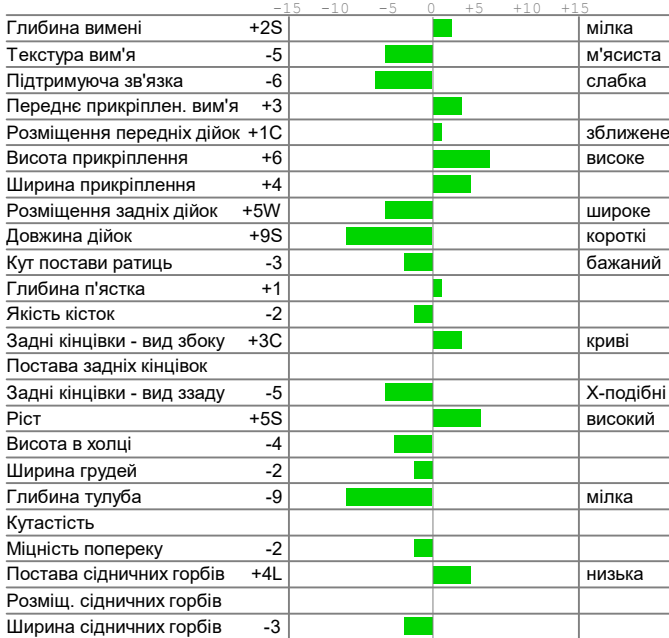 -15 -10 -5 0 +5 +10 +15
Глибина вимені +2S мілка
Текстура вим'я -5 м'ясиста
Підтримуюча зв'язка -6 слабка
Переднє прикріплен. вим'я +3
Розміщення передніх дійок +1C зближене
Висота прикріплення +6 високе
Ширина прикріплення +4
Розміщення задніх дійок +5W широке
Довжина дійок +9S короткі
Кут постави ратиць -3 бажаний
Глибина п'ястка +1
Якість кісток -2
Задні кінцівки - вид збоку +3C криві
Постава задніх кінцівок
Задні кінцівки - вид ззаду -5 X-подібні
Ріст +5S високий
Висота в холці -4
Ширина грудей -2
Глибина тулуба -9 мілка
Кутастість
Міцність попереку -2
Постава сідничних горбів +4L низька
Розміщ. сідничних горбів
Ширина сідничних горбів -3